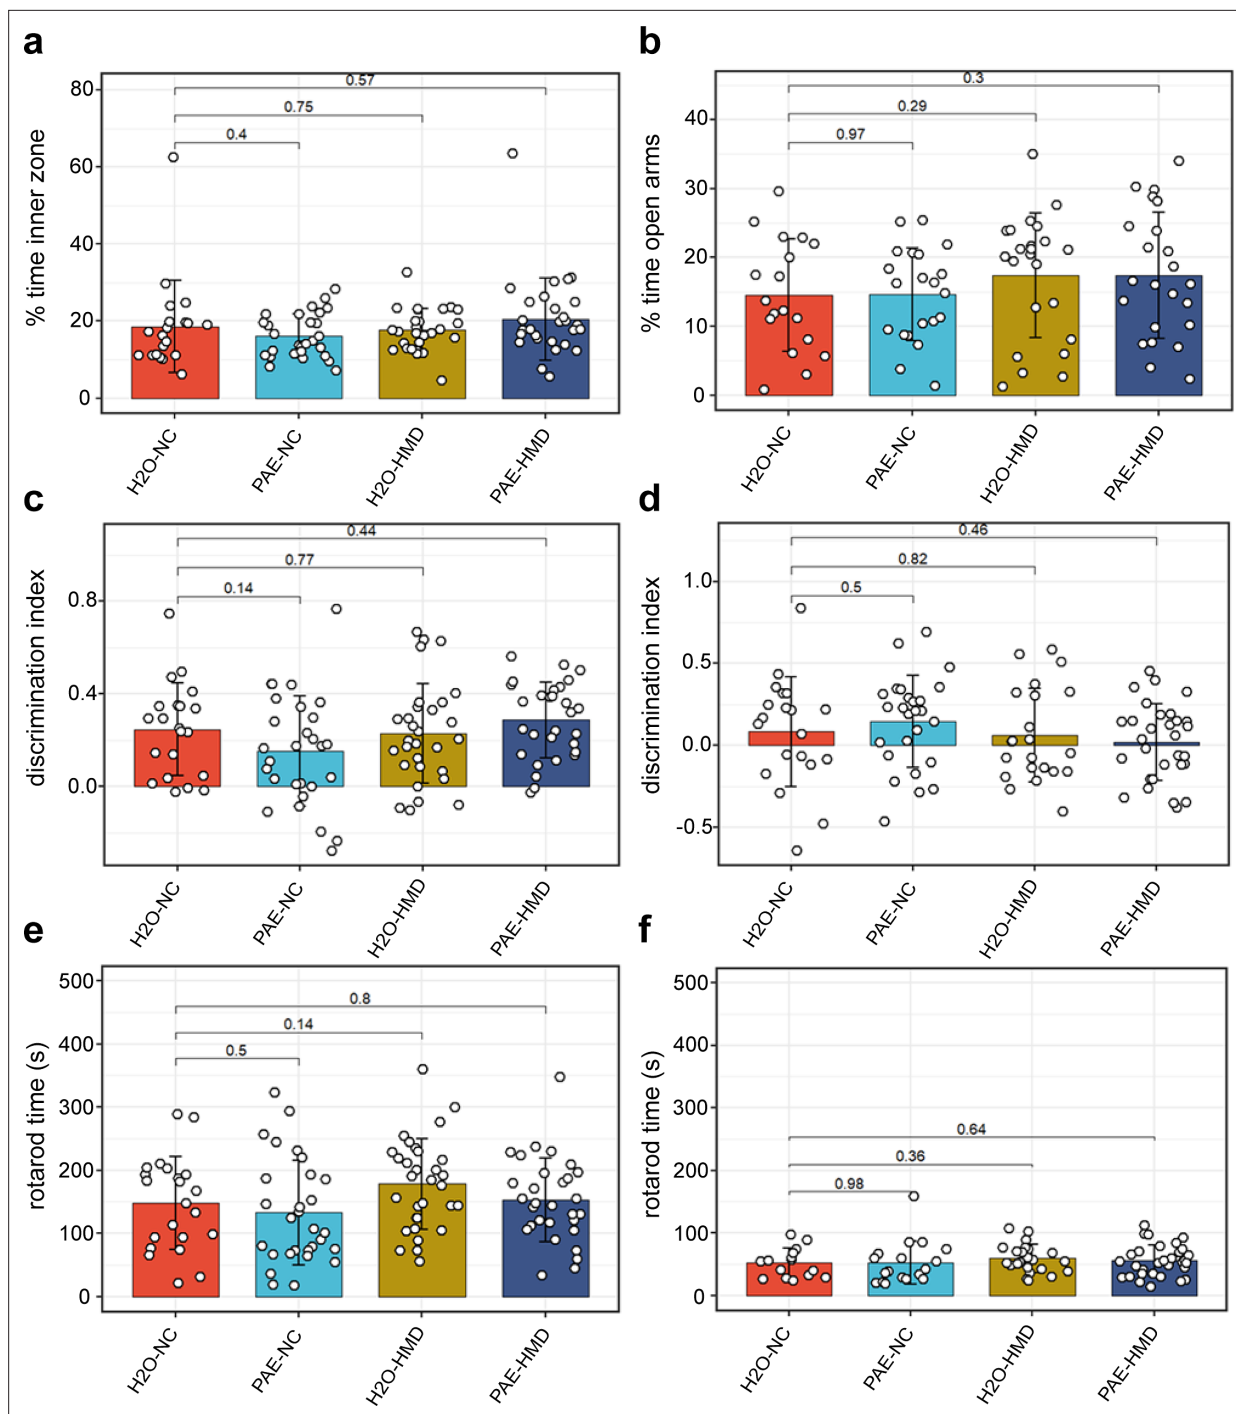 a
% time inner zone
80
60
40
20
0
0.57
0.75
0.4
H2O-NC
PAE-NC
H2O-HMD
PAE-HMD
b
% time open arms
40
30
20
10
0
0.3
0.29
0.97
H2O-NC
PAE-NC
H2O-HMD
PAE-HMD
c
discrimination index
0.8
0.4
0.0
0.44
0.77
0.14
H2O-NC
PAE-NC
H2O-HMD
PAE-HMD
d
discrimination index
1.0
0.5
0.0
-0.5
0.46
0.82
0.5
H2O-NC
PAE-NC
H2O-HMD
PAE-HMD
e
rotarod time (s)
500
400
300
200
100
0
0.8
0.14
0.5
H2O-NC
PAE-NC
H2O-HMD
PAE-HMD
f
rotarod time (s)
500
400
300
200
100
0
0.64
0.36
0.98
H2O-NC
PAE-NC
H2O-HMD
PAE-HMD